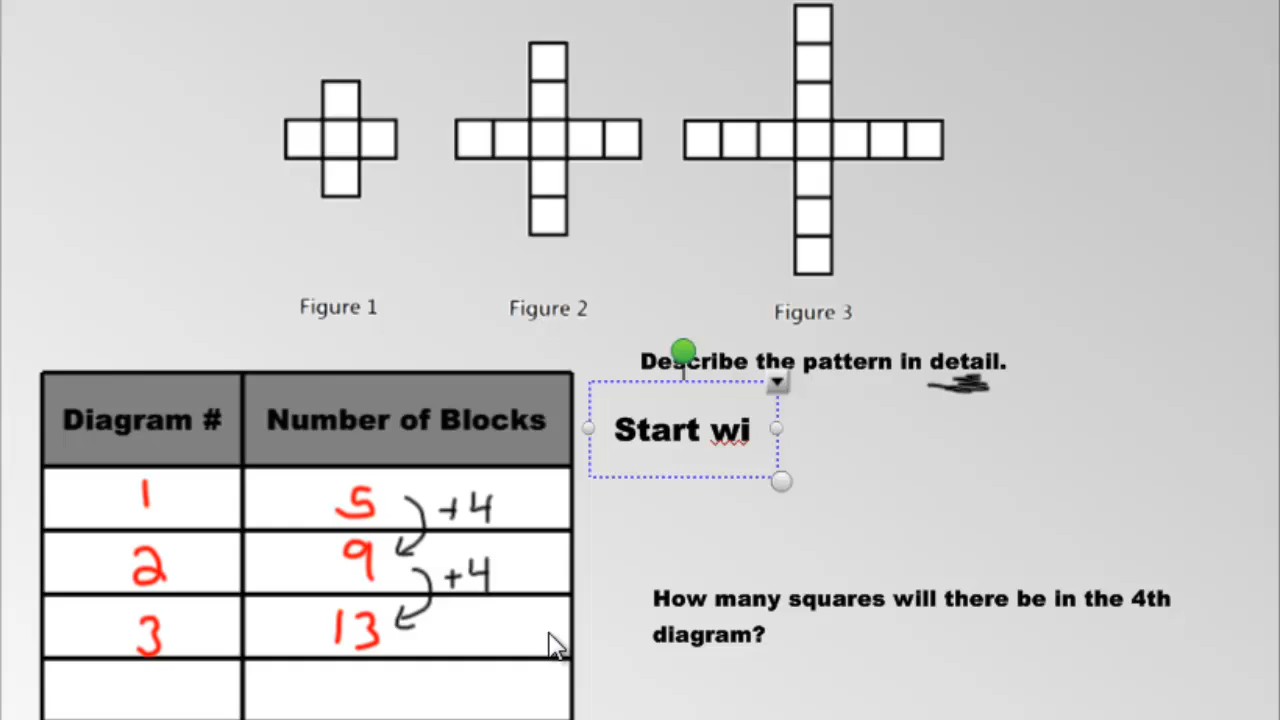 Figure 1
Figure 2
Figure 3
Describe the pattern in detail.
Start wi
Diagram # Number of Blocks
1 5 +4
2 9 +4
3 13
How many squares will there be in the 4th
diagram?